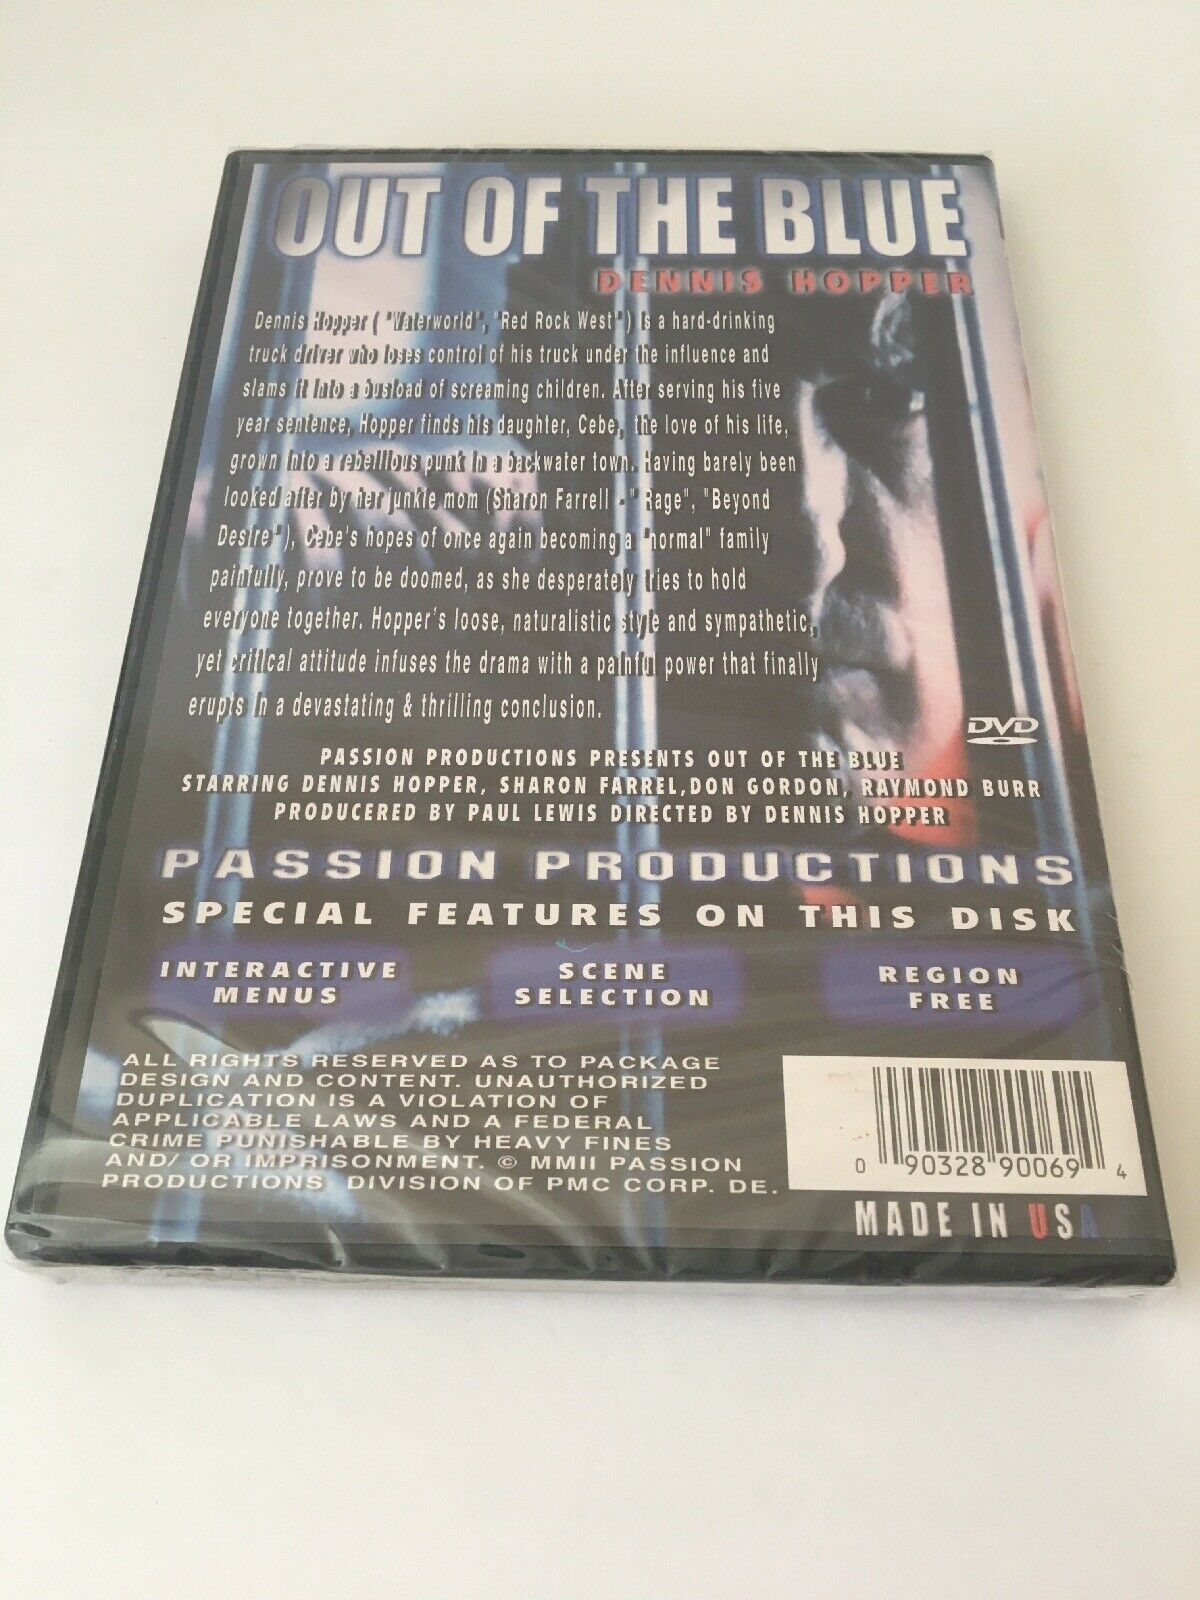 OUT OF THE BLUE
DENNIS HOPPER
Dennis Hopper ( "Waterworld", "Red Rock West" ) is a hard-drinking
truck driver who loses control of his truck under the influence and
slams it into a busload of screaming children. After serving his five
year sentence, Hopper finds his daughter, Cebe, the love of his life,
grown into a rebellious punk in a backwater town. Having barely been
looked after by her junkie mom (Sharon Farrell - " Rage", "Beyond
Desire" ), Cebe's hopes of once again becoming a "normal" family
painfully, prove to be doomed, as she desperately tries to hold
everyone together. Hopper's loose, naturalistic style and sympathetic,
yet critical attitude infuses the drama with a painful power that finally
erupts in a devastating & thrilling conclusion.
DVD
PASSION PRODUCTIONS PRESENTS OUT OF THE BLUE
STARRING DENNIS HOPPER, SHARON FARREL,DON GORDON, RAYMOND BURR
PRODUCERED BY PAUL LEWIS DIRECTED BY DENNIS HOPPER
PASSION PRODUCTIONS
SPECIAL FEATURES ON THIS DISK
INTERACTIVE
MENUS
SCENE
SELECTION
REGION
FREE
ALL RIGHTS RESERVED AS TO PACKAGE
DESIGN AND CONTENT. UNAUTHORIZED
DUPLICATION IS A VIOLATION OF
APPLICABLE LAWS AND A FEDERAL
CRIME PUNISHABLE BY HEAVY FINES
AND/ OR IMPRISONMENT. © MMII PASSION
PRODUCTIONS DIVISION OF PMC CORP. DE.
0 90328 90069 4
MADE IN USA